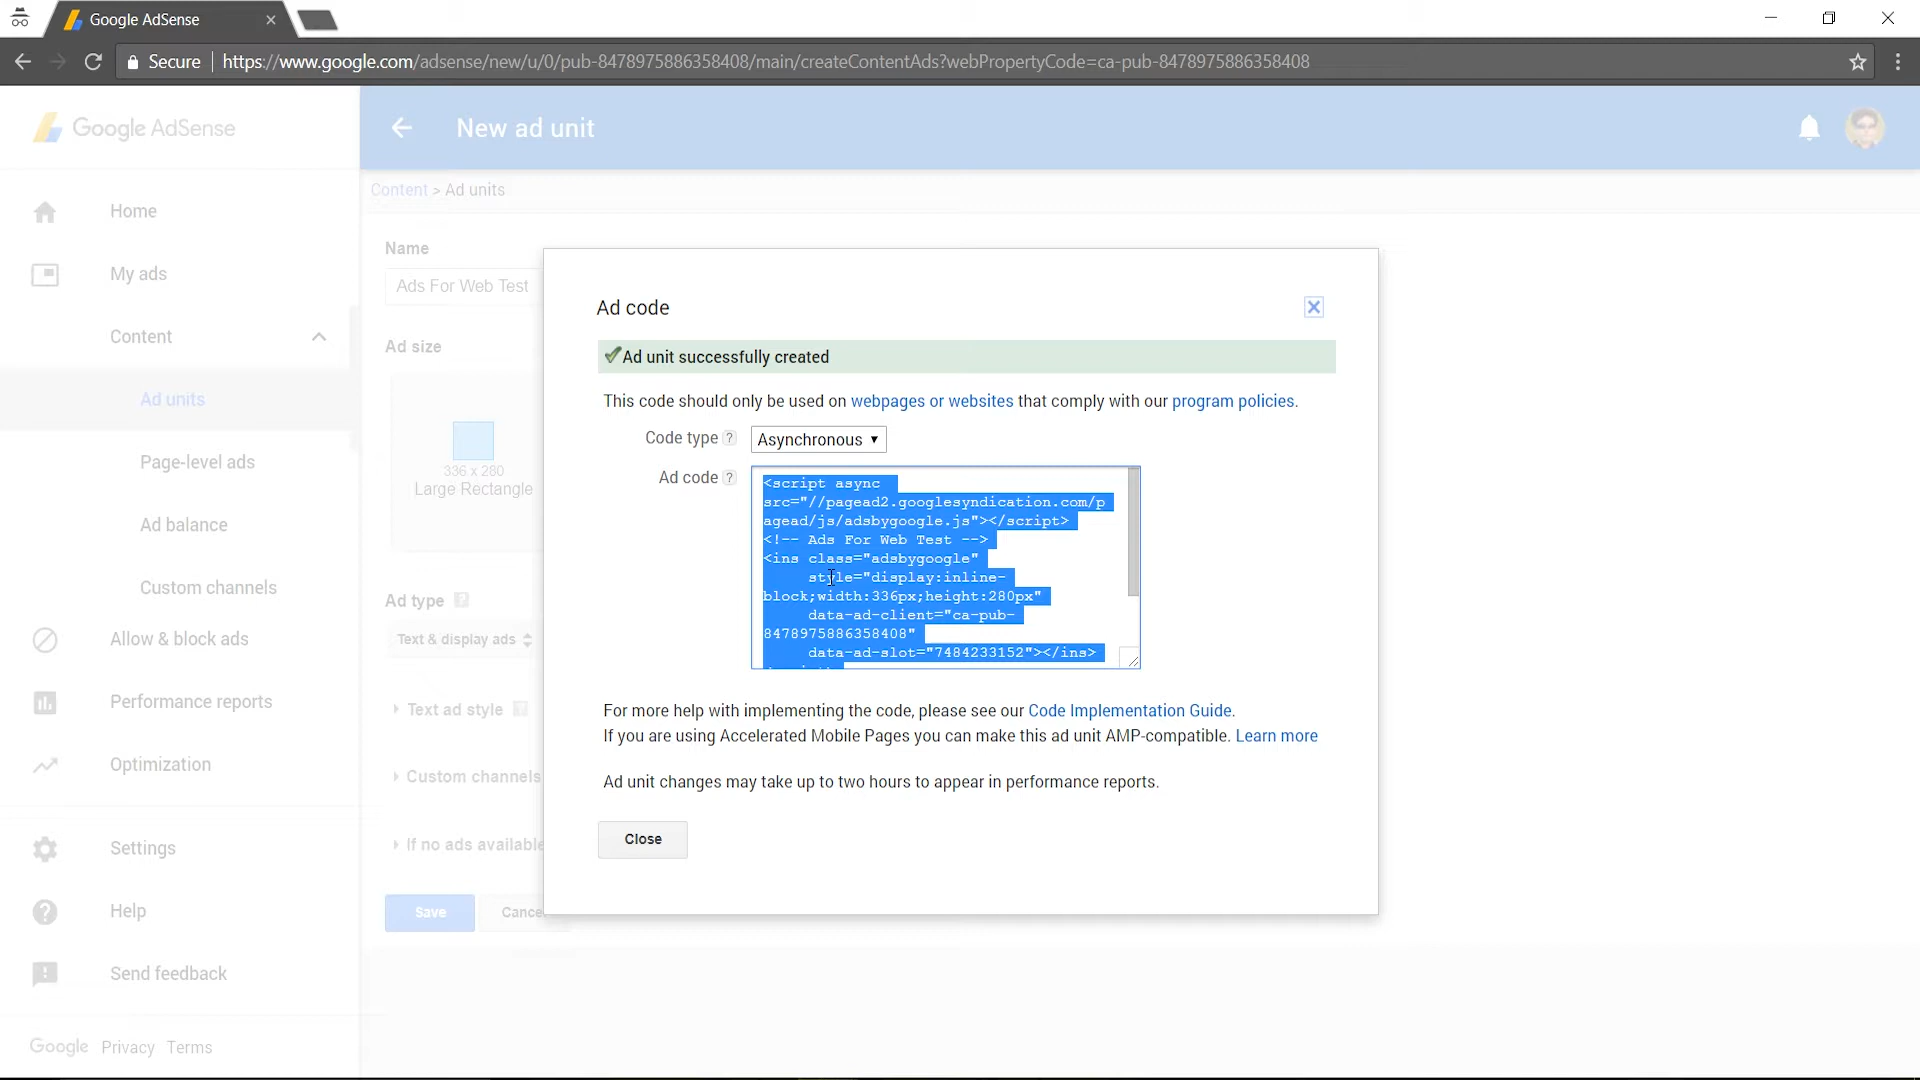 Google AdSense
Secure https://www.google.com/adsense/new/u/0/pub-8478975886358408/main/createContentAds?webPropertyCode=ca-pub-8478975886358408
Google AdSense
New ad unit
Content > Ad units
Home
My ads
Content
Ad units
Page-level ads
Ad balance
Custom channels
Allow & block ads
Performance reports
Optimization
Settings
Help
Send feedback
Google Privacy Terms
Name
Ads For Web Test
Ad size
336 x 280
Large Rectangle
Ad type ?
Text & display ads
Text ad style ?
Custom channels
If no ads available
Save
Ad code
Ad unit successfully created
This code should only be used on webpages or websites that comply with our program policies.
Code type ? Asynchronous
Ad code ?
<script async
src="//pagead2.googlesyndication.com/p
agead/js/adsbygoogle.js"></script>
<!-- Ads For Web Test -->
<ins class="adsbygoogle"
style="display:inline-
block;width:336px;height:280px"
data-ad-client="ca-pub-
8478975886358408"
data-ad-slot="7484233152"></ins>
For more help with implementing the code, please see our Code Implementation Guide.
If you are using Accelerated Mobile Pages you can make this ad unit AMP-compatible. Learn more
Ad unit changes may take up to two hours to appear in performance reports.
Close